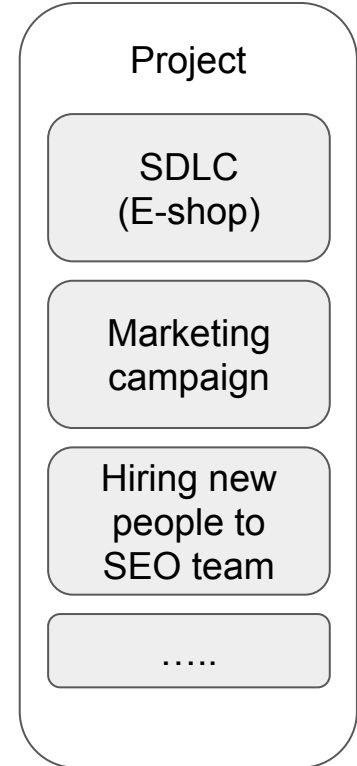 Project
SDLC
(E-shop)
Marketing
campaign
Hiring new
people to
SEO team
.....